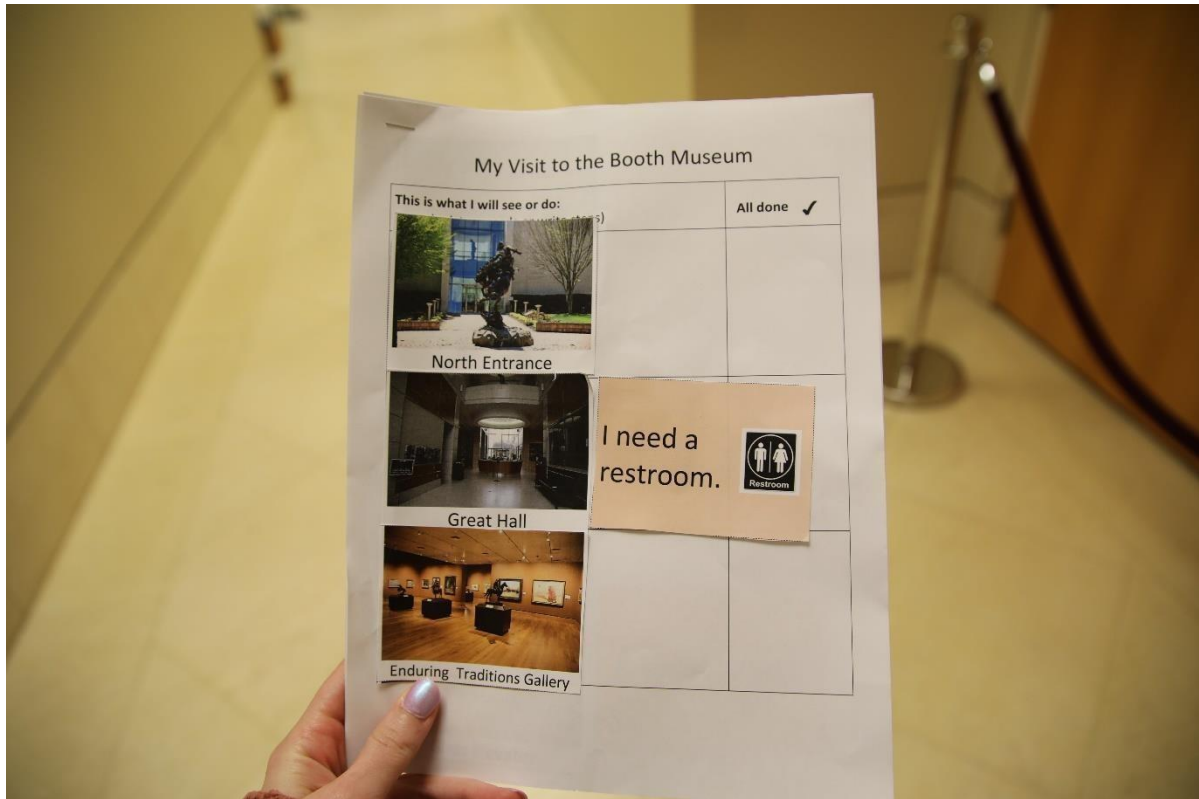 My Visit to the Booth Museum
This is what I will see or do:
All done ✓
North Entrance
Great Hall
I need a
restroom.
Restroom
Enduring Traditions Gallery